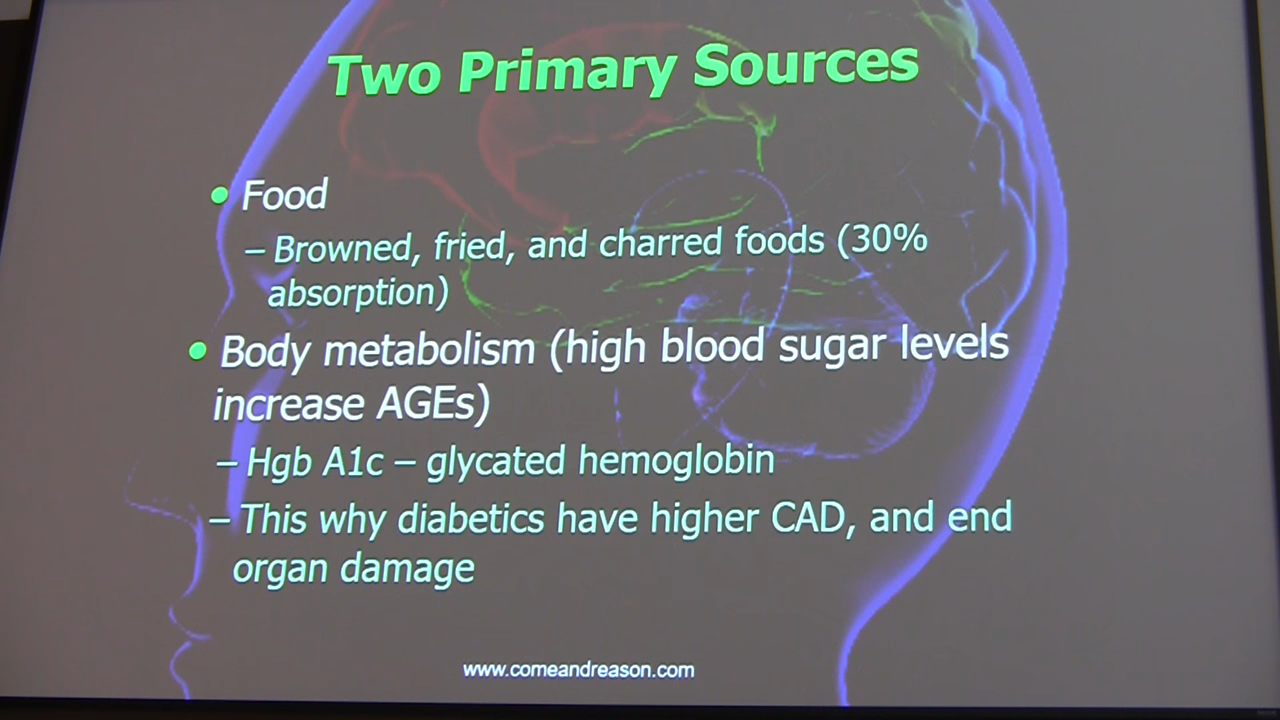 Two Primary Sources
• Food
– Browned, fried, and charred foods (30%
absorption)
• Body metabolism (high blood sugar levels
increase AGEs)
– Hgb A1c – glycated hemoglobin
– This why diabetics have higher CAD, and end
organ damage
www.comeandreason.com